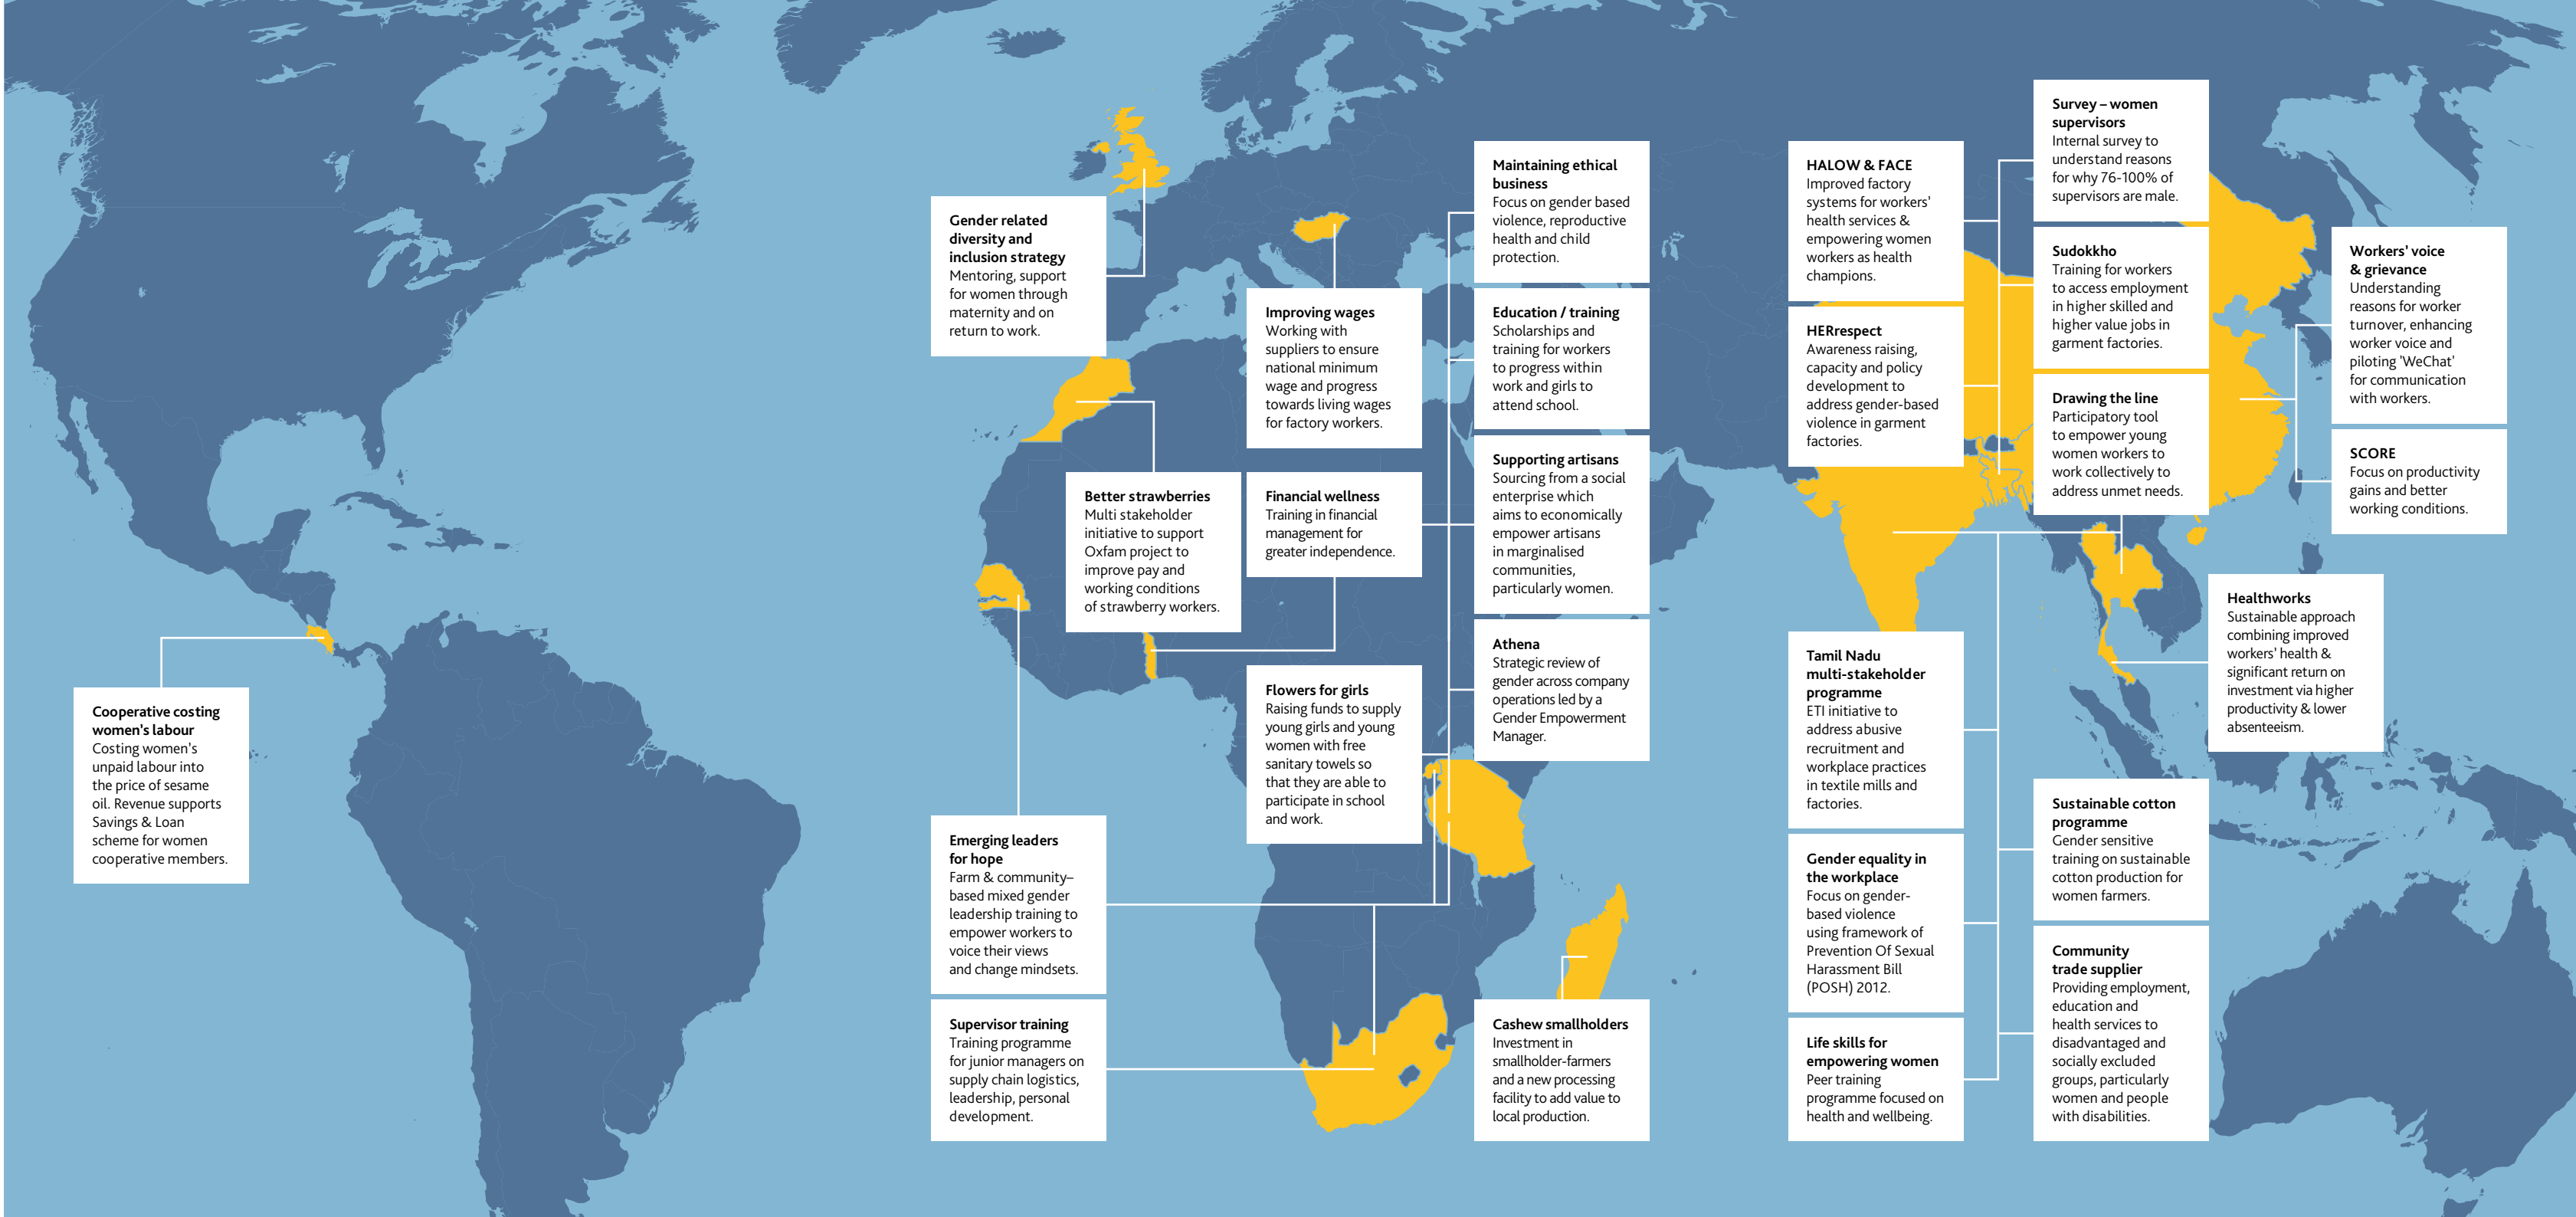 Cooperative costing
women's labour
Costing women's
unpaid labour into
the price of sesame
oil. Revenue supports
Savings & Loan
scheme for women
cooperative members.
Gender related
diversity and
inclusion strategy
Mentoring, support
for women through
maternity and on
return to work.
Better strawberries
Multi stakeholder
initiative to support
Oxfam project to
improve pay and
working conditions
of strawberry workers.
Emerging leaders
for hope
Farm & community–
based mixed gender
leadership training to
empower workers to
voice their views
and change mindsets.
Supervisor training
Training programme
for junior managers on
supply chain logistics,
leadership, personal
development.
Improving wages
Working with
suppliers to ensure
national minimum
wage and progress
towards living wages
for factory workers.
Financial wellness
Training in financial
management for
greater independence.
Flowers for girls
Raising funds to supply
young girls and young
women with free
sanitary towels so
that they are able to
participate in school
and work.
Maintaining ethical
business
Focus on gender based
violence, reproductive
health and child
protection.
Education / training
Scholarships and
training for workers
to progress within
work and girls to
attend school.
Supporting artisans
Sourcing from a social
enterprise which
aims to economically
empower artisans
in marginalised
communities,
particularly women.
Athena
Strategic review of
gender across company
operations led by a
Gender Empowerment
Manager.
Cashew smallholders
Investment in
smallholder-farmers
and a new processing
facility to add value to
local production.
HALOW & FACE
Improved factory
systems for workers'
health services &
empowering women
workers as health
champions.
HERrespect
Awareness raising,
capacity and policy
development to
address gender-based
violence in garment
factories.
Tamil Nadu
multi-stakeholder
programme
ETI initiative to
address abusive
recruitment and
workplace practices
in textile mills and
factories.
Gender equality in
the workplace
Focus on gender-
based violence
using framework of
Prevention Of Sexual
Harassment Bill
(POSH) 2012.
Life skills for
empowering women
Peer training
programme focused on
health and wellbeing.
Survey – women
supervisors
Internal survey to
understand reasons
for why 76-100% of
supervisors are male.
Sudokkho
Training for workers
to access employment
in higher skilled and
higher value jobs in
garment factories.
Drawing the line
Participatory tool
to empower young
women workers to
work collectively to
address unmet needs.
Sustainable cotton
programme
Gender sensitive
training on sustainable
cotton production for
women farmers.
Community
trade supplier
Providing employment,
education and
health services to
disadvantaged and
socially excluded
groups, particularly
women and people
with disabilities.
Workers' voice
& grievance
Understanding
reasons for worker
turnover, enhancing
worker voice and
piloting 'WeChat'
for communication
with workers.
SCORE
Focus on productivity
gains and better
working conditions.
Healthworks
Sustainable approach
combining improved
workers' health &
significant return on
investment via higher
productivity & lower
absenteeism.